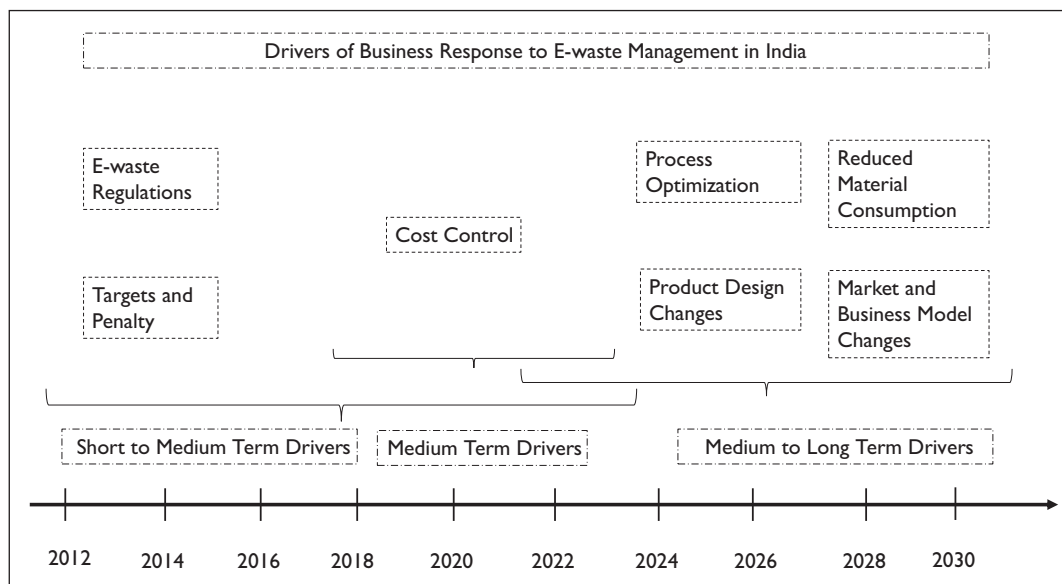 Drivers of Business Response to E-waste Management in India
E-waste
Regulations
Targets and
Penalty
Cost Control
Process
Optimization
Product Design
Changes
Reduced
Material
Consumption
Market and
Business Model
Changes
Short to Medium Term Drivers
Medium Term Drivers
Medium to Long Term Drivers
2012 2014 2016 2018 2020 2022 2024 2026 2028 2030